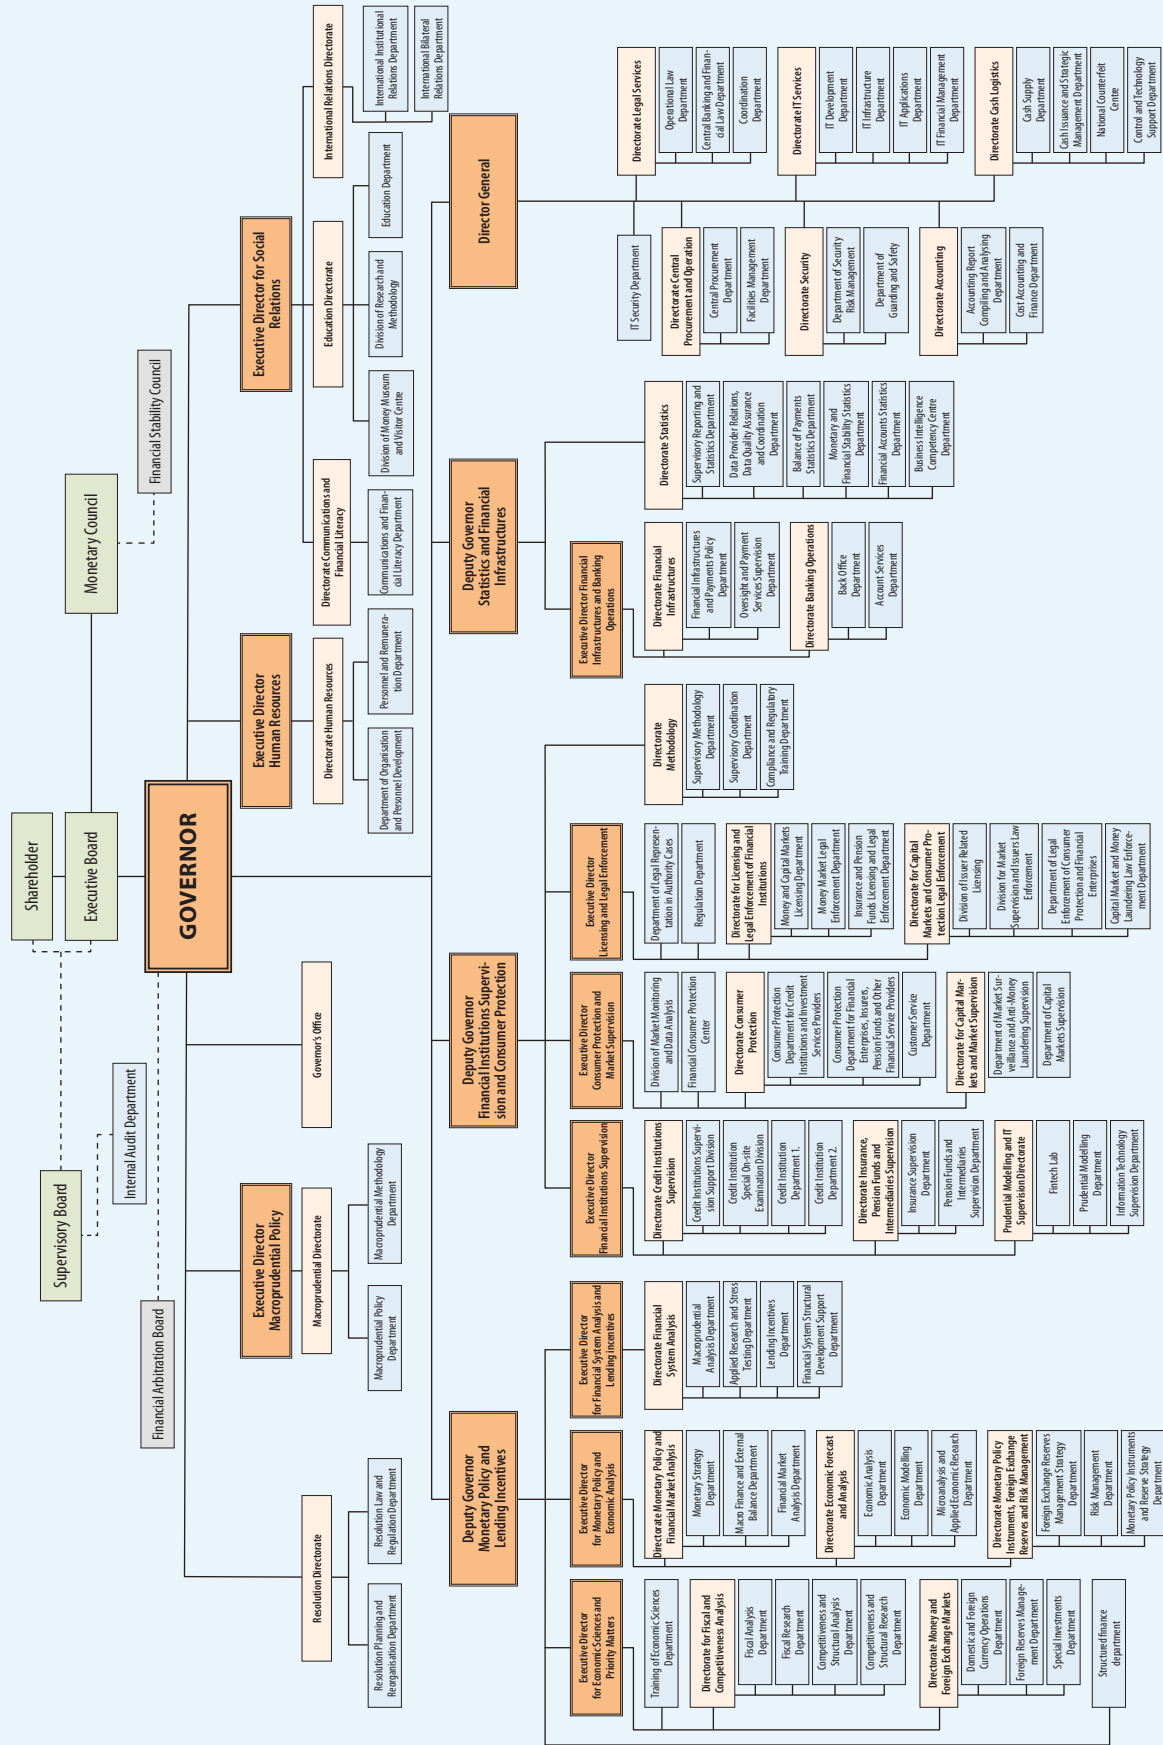 Shareholder
Executive Board
Monetary Council
Supervisory Board
Internal Audit Department
Financial Stability Council
Financial Arbitration Board
GOVERNOR
Resolution Directorate
Resolution Planning and
Reorganisation Department
Resolution Law and
Regulation Department
Executive Director
Macroprudential Policy
Macroprudential Directorate
Macroprudential Policy
Department
Macroprudential Methodology
Department
Governor's Office
Executive Director
Human Resources
Directorate Human Resources
Department of Organisation
and Personnel Development
Personnel and Remunera-
tion Department
Executive Director for Social
Relations
Directorate Communications and
Financial Literacy
Communications and Finan-
cial Literacy Department
Education Directorate
Division of Money Museum
and Visitor Centre
Division of Research and
Methodology
Education Department
International Relations Directorate
International Institutional
Relations Department
International Bilateral
Relations Department
Deputy Governor
Monetary Policy and
Lending Incentives
Executive Director
for Economic Sciences and
Priority Matters
Training of Economic Sciences
Department
Directorate for Fiscal and
Competitiveness Analysis
Fiscal Analysis
Department
Fiscal Research
Department
Competitiveness and
Structural Analysis
Department
Competitiveness and
Structural Research
Department
Directorate Money and
Foreign Exchange Markets
Domestic and Foreign
Currency Operations
Department
Foreign Reserves Manage-
ment Department
Special Investments
Department
Structured finance
department
Executive Director
for Monetary Policy and
Economic Analysis
Directorate Monetary Policy and
Financial Market Analysis
Monetary Strategy
Department
Macro Finance and External
Balance Department
Financial Market
Analysis Department
Directorate Economic Forecast
and Analysis
Economic Analysis
Department
Economic Modelling
Department
Microanalysis and
Applied Economic Research
Department
Directorate Monetary Policy
Instruments, Foreign Exchange
Reserves and Risk Management
Foreign Exchange Reserves
Management Strategy
Department
Risk Management
Department
Monetary Policy Instruments
and Reserve Strategy
Department
Executive Director
for Financial System Analysis and
Lending incentives
Directorate Financial
System Analysis
Macroprudential
Analysis Department
Applied Research and Stress
Testing Department
Lending Incentives
Department
Financial System Structural
Development Support
Department
Deputy Governor
Financial Institutions Supervi-
sion and Consumer Protection
Executive Director
Financial Institutions Supervision
Directorate Credit Institutions
Supervision
Credit Institutions Supervi-
sion Support Division
Credit Institution
Special On-site
Examination Division
Credit Institution
Department 1.
Credit Institution
Department 2.
Directorate Insurance,
Pension Funds and
Intermediaries Supervision
Insurance Supervision
Department
Pension Funds and
Intermediaries
Supervision Department
Prudential Modelling and IT
Supervision Directorate
Fintech Lab
Prudential Modelling
Department
Information Technology
Supervision Department
Executive Director
Consumer Protection and
Market Supervision
Division of Market Monitoring
and Data Analysis
Financial Consumer Protection
Center
Directorate Consumer
Protection
Consumer Protection
Department for Credit
Institutions and Investment
Services Providers
Consumer Protection
Department for Financial
Enterprises, Insurers,
Pension Funds and Other
Financial Service Providers
Customer Service
Department
Directorate for Capital Mar-
kets and Market Supervision
Department of Market Sur-
veillance and Anti-Money
Laundering Supervision
Department of Capital
Markets Supervision
Executive Director
Licensing and Legal Enforcement
Department of Legal Represen-
tation in Authority Cases
Regulation Department
Directorate for Licensing and
Legal Enforcement of Financial
Institutions
Money and Capital Markets
Licensing Department
Money Market Legal
Enforcement Department
Insurance and Pension
Funds Licensing and Legal
Enforcement Department
Directorate for Capital
Markets and Consumer Pro-
tection Legal Enforcement
Division of Issuer Related
Licensing
Division for Market
Supervision and Issuers Law
Enforcement
Department of Legal
Enforcement of Consumer
Protection and Financial
Enterprises
Capital Market and Money
Laundering Law Enforce-
ment Department
Directorate
Methodology
Supervisory Methodology
Department
Supervisory Coordination
Department
Compliance and Regulatory
Training Department
Deputy Governor
Statistics and Financial
Infrastructures
Executive Director Financial
Infrastructures and Banking
Operations
Directorate Financial
Infrastructures
Financial Infrastructures
and Payments Policy
Department
Oversight and Payment
Services Supervision
Department
Directorate Banking Operations
Back Office
Department
Account Services
Department
Directorate Statistics
Supervisory Reporting and
Statistics Department
Data Provider Relations,
Data Quality Assurance
and Coordination
Department
Balance of Payments
Statistics Department
Monetary and
Financial Stability Statistics
Department
Financial Accounts Statistics
Department
Business Intelligence
Competency Centre
Department
Director General
IT Security Department
Directorate Central
Procurement and Operation
Central Procurement
Department
Facilities Management
Department
Directorate Security
Department of Security
Risk Management
Department of
Guarding and Safety
Directorate Accounting
Accounting Report
Compiling and Analysing
Department
Cost Accounting and
Finance Department
Directorate Legal Services
Operational Law
Department
Central Banking and Finan-
cial Law Department
Coordination
Department
Directorate IT Services
IT Development
Department
IT Infrastructure
Department
IT Applications
Department
IT Financial Management
Department
Directorate Cash Logistics
Cash Supply
Department
Cash Issuance and Strategic
Management Department
National Counterfeit
Centre
Control and Technology
Support Department